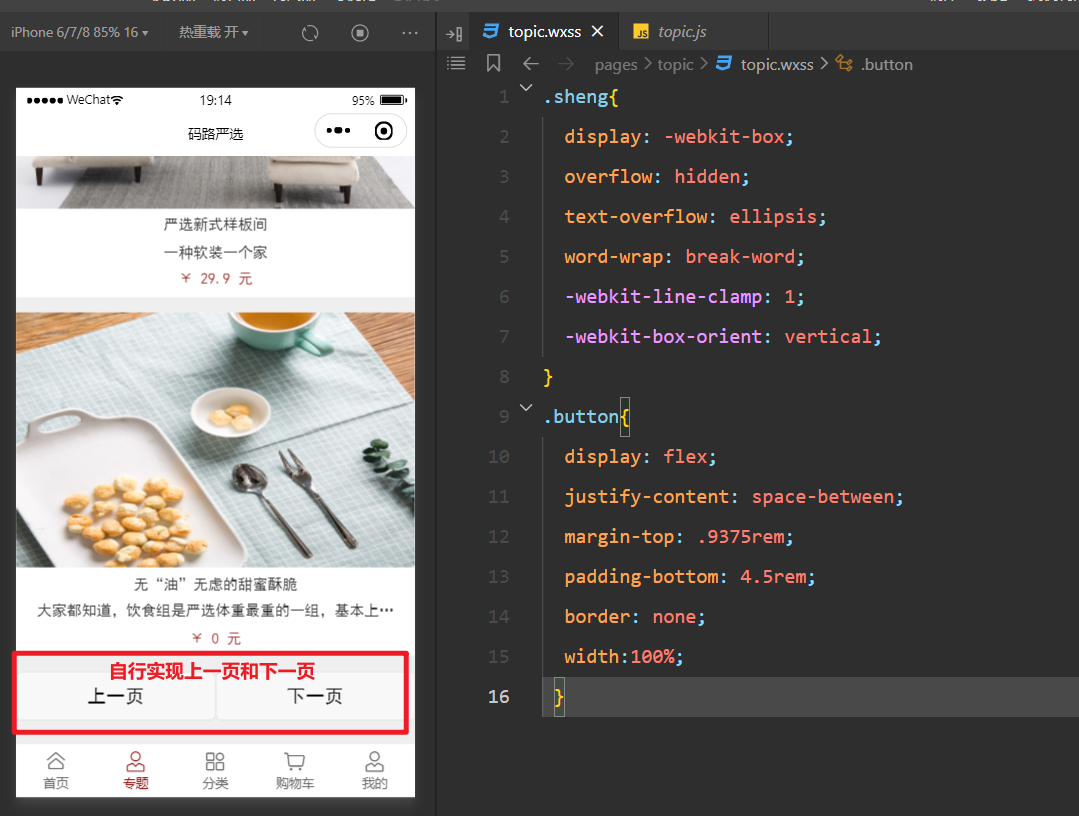 iPhone 6/7/8 85% 16
热重载 开
topic.wxss
topic.js
pages
topic
topic.wxss
.button
WeChat
19:14
95%
码路严选
严选新式样板间
一种软装一个家
￥ 29.9 元
无“油”无虑的甜蜜酥脆
大家都知道，饮食组是严选体重最重的一组，基本上…
￥ 0 元
自行实现上一页和下一页
上一页
下一页
首页
专题
分类
购物车
我的
1 .sheng{
2 display: -webkit-box;
3 overflow: hidden;
4 text-overflow: ellipsis;
5 word-wrap: break-word;
6 -webkit-line-clamp: 1;
7 -webkit-box-orient: vertical;
8 }
9 .button{
10 display: flex;
11 justify-content: space-between;
12 margin-top: .9375rem;
13 padding-bottom: 4.5rem;
14 border: none;
15 width:100%;
16 }